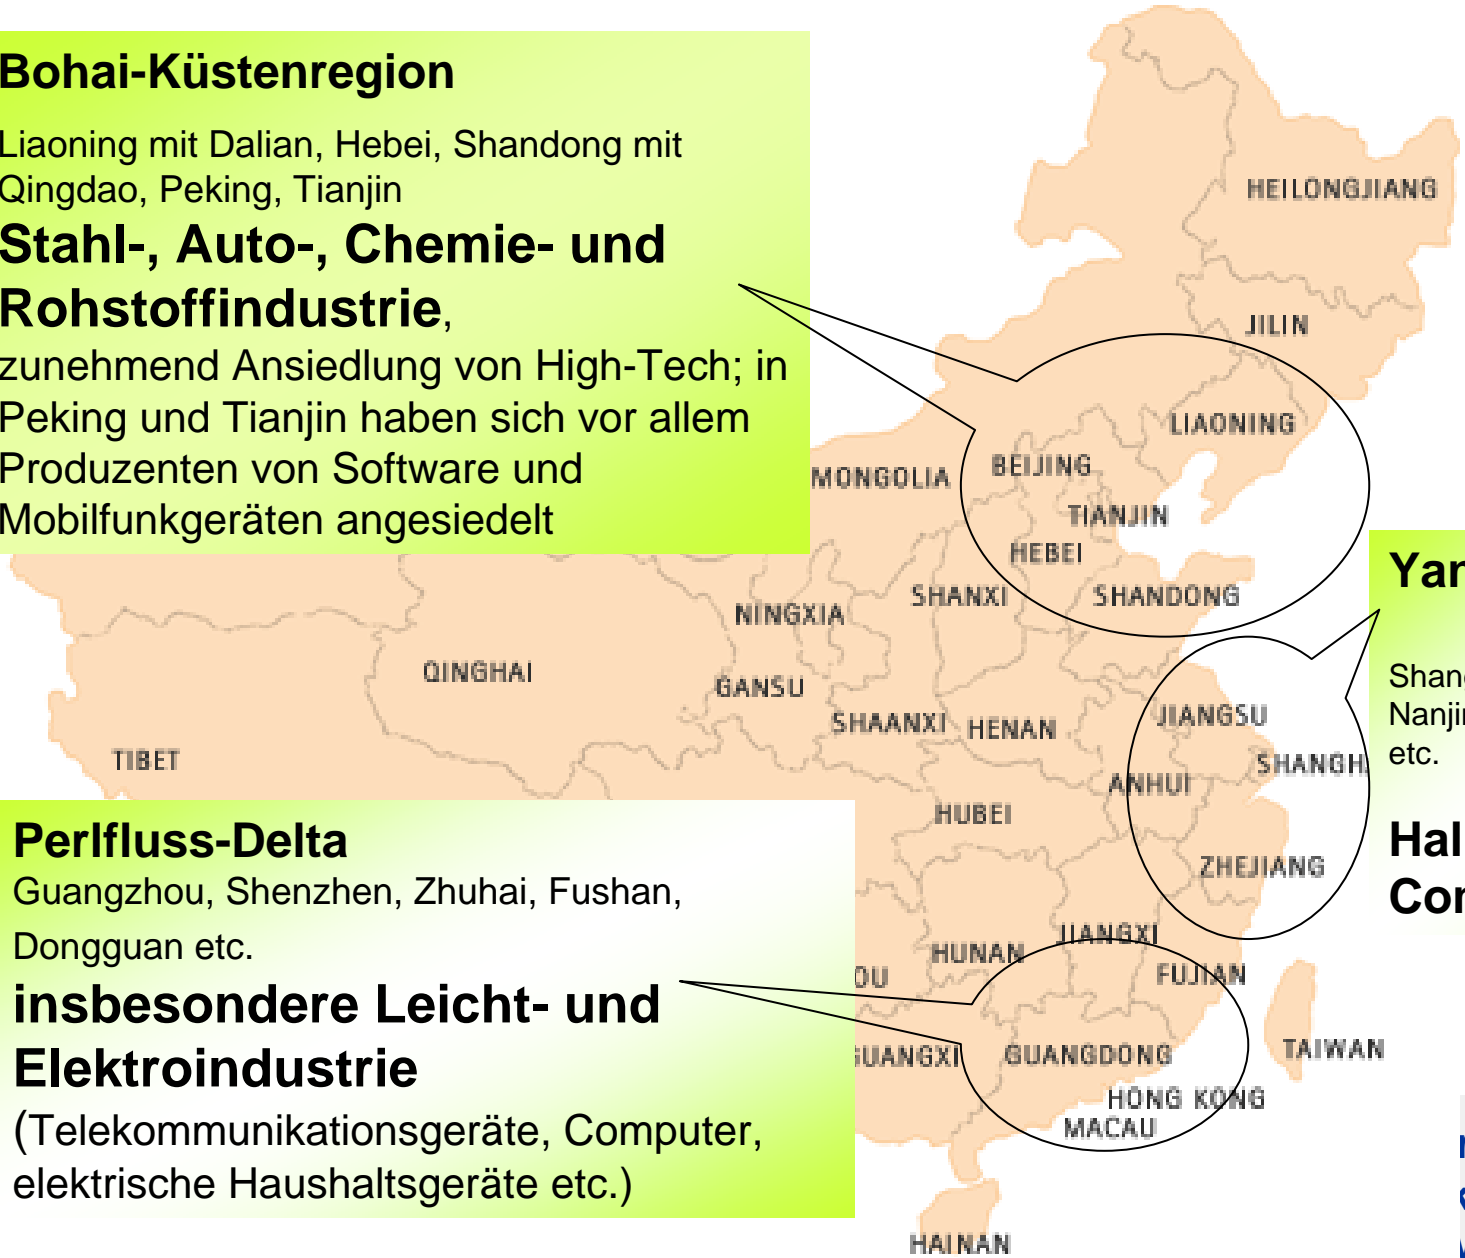 Bohai-Küstenregion
Liaoning mit Dalian, Hebei, Shandong mit
Qingdao, Peking, Tianjin
Stahl-, Auto-, Chemie- und
Rohstoffindustrie,
zunehmend Ansiedlung von High-Tech; in
Peking und Tianjin haben sich vor allem
Produzenten von Software und
Mobilfunkgeräten angesiedelt
HEILONGJIANG
JILIN
LIAONING
BEIJING
MONGOLIA
TIANJIN
HEBEI
SHANXI
SHANDONG
NINGXIA
QINGHAI
GANSU
SHAANXI
HENAN
JIANGSU
TIBET
ANHUI
HUBEI
ZHEJIANG
etc.
Perlfluss-Delta
Guangzhou, Shenzhen, Zhuhai, Fushan,
Dongguan etc.
insbesondere Leicht- und
Elektroindustrie
(Telekommunikationsgeräte, Computer,
elektrische Haushaltsgeräte etc.)
HUNAN
JIANGXI
FUJIAN
GUANGDONG
TAIWAN
HONG KONG
MACAU
HAINAN